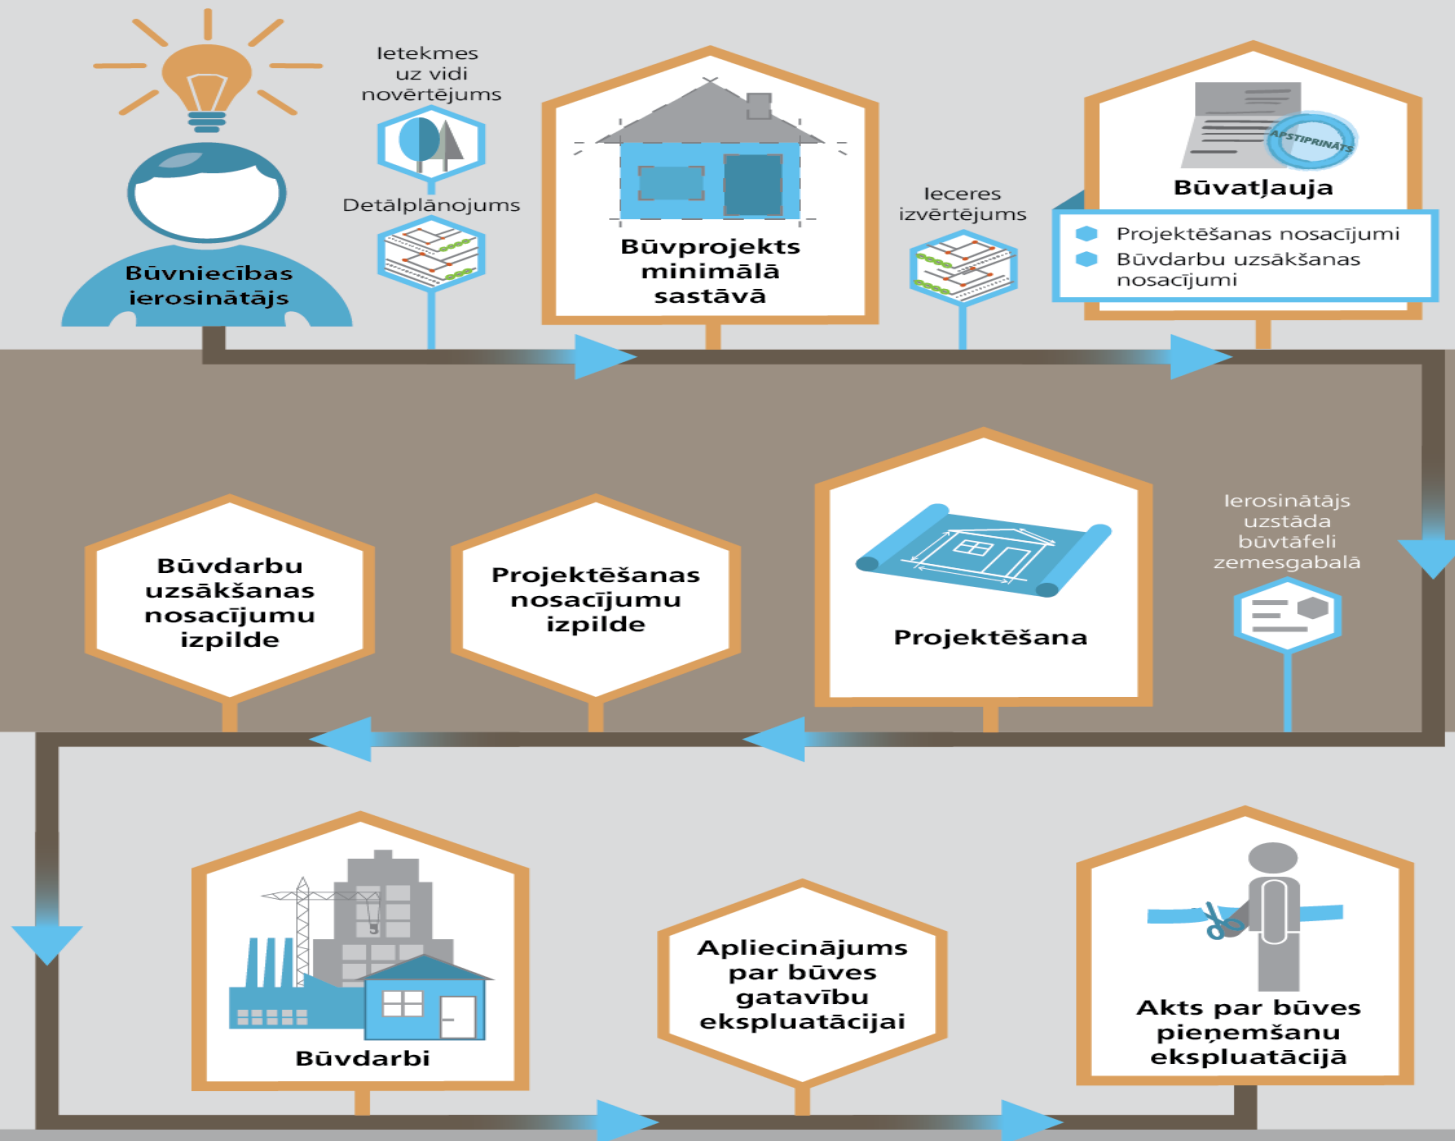 Būvniecības
ierosinātājs
Ietekmes
uz vidi
novērtējums
Detālplānojums
Būvprojekts
minimālā
sastāvā
Ieceres
izvērtējums
APSTIPRINĀTS
Būvatļauja
Projektēšanas nosacījumi
Būvdarbu uzsākšanas
nosacījumi
Ierosinātājs
uzstāda
būvtāfeli
zemesgabalā
Projektēšana
Projektēšanas
nosacījumu
izpilde
Būvdarbu
uzsākšanas
nosacījumu
izpilde
Būvdarbi
Apliecinājums
par būves
gatavību
ekspluatācijai
Akts par būves
pieņemšanu
ekspluatācijā